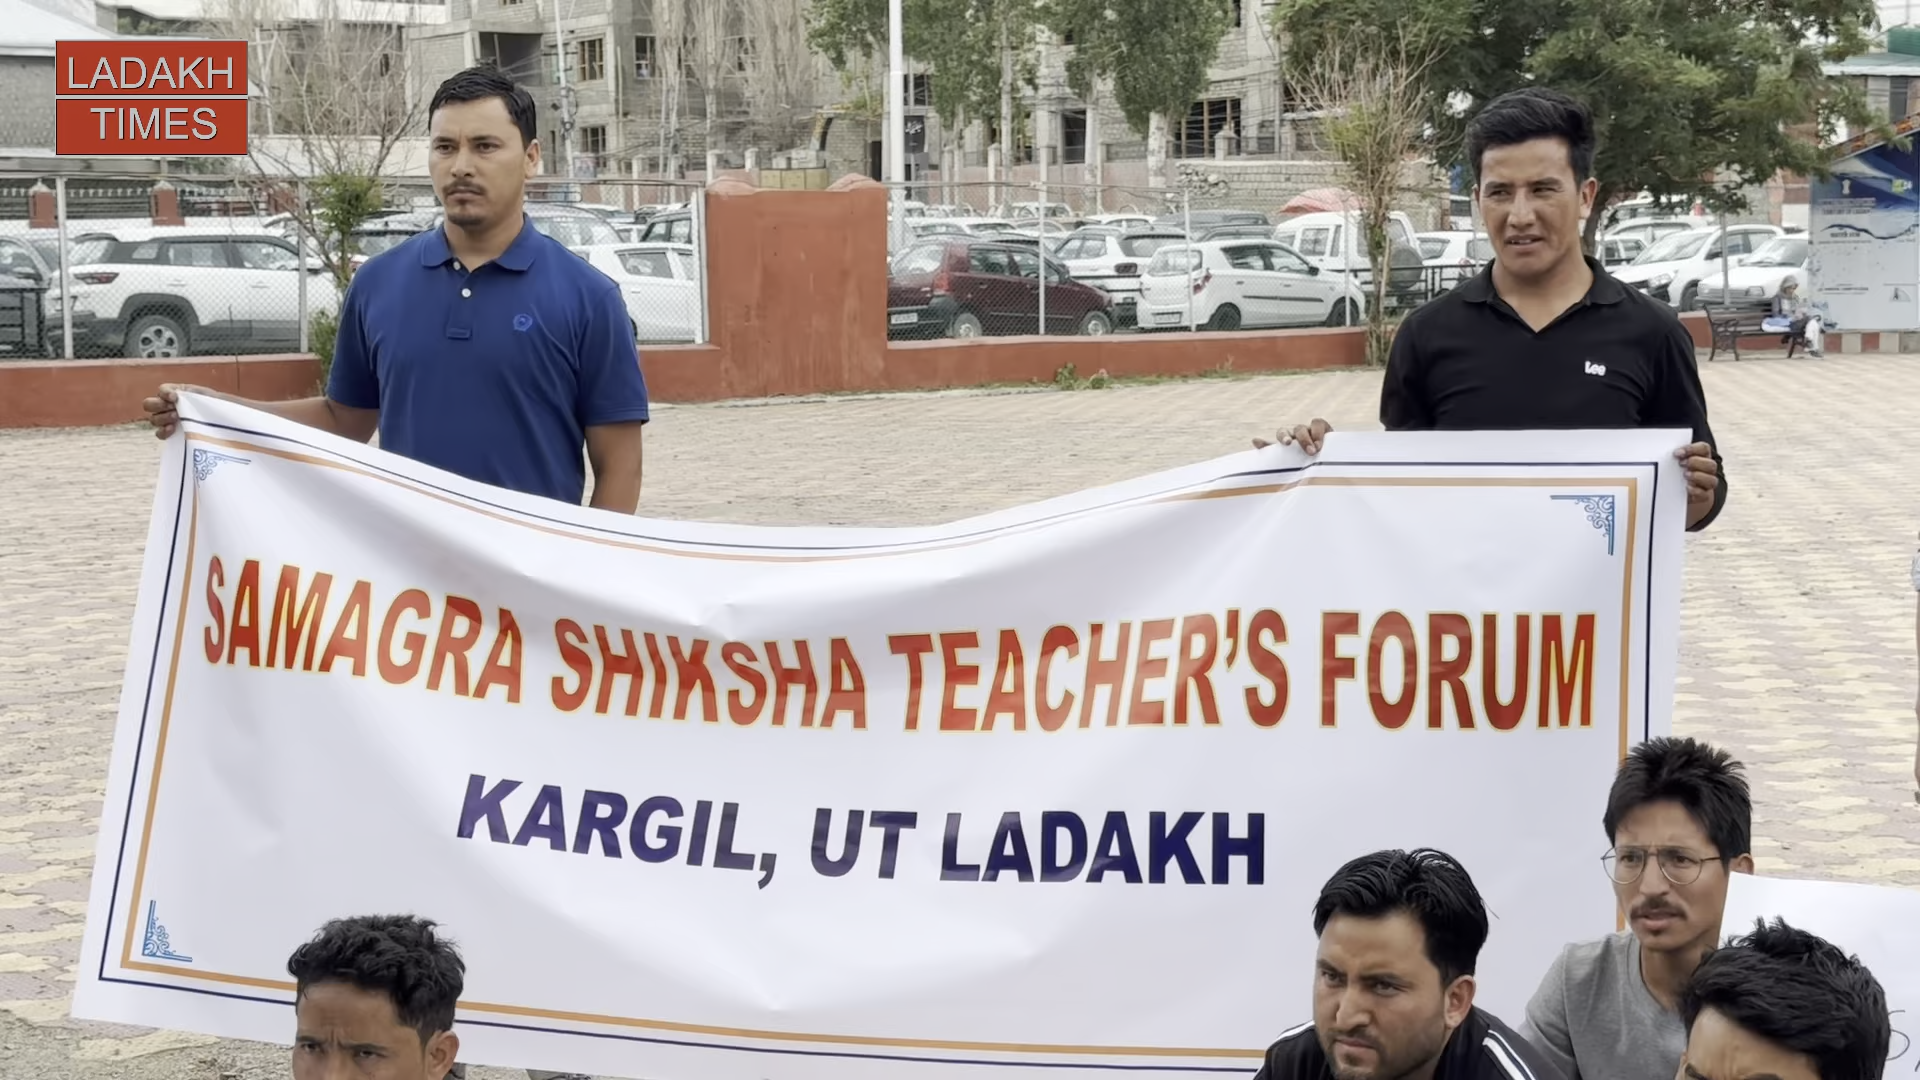 LADAKH
TIMES
Lee
SAMAGRA SHIKSHA TEACHER'S FORUM
KARGIL, UT LADAKH